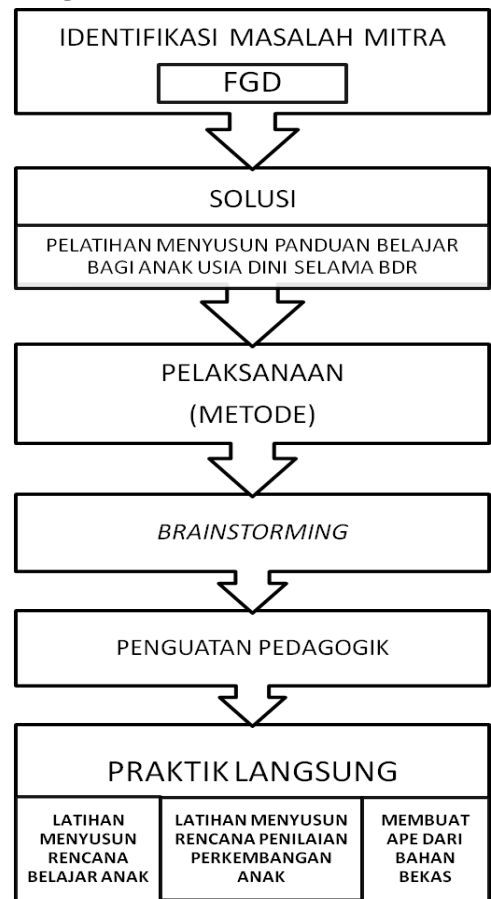 IDENTIFIKASI MASALAH MITRA
FGD
SOLUSI
PELATIHAN MENYUSUN PANDUAN BELAJAR
BAGI ANAK USIA DINI SELAMA BDR
PELAKSANAAN
(METODE)
BRAINSTORMING
PENGUATAN PEDAGOGIK
PRAKTIK LANGSUNG
LATIHAN
MENYUSUN
RENCANA
BELAJAR ANAK
LATIHAN MENYUSUN
RENCANA PENILAIAN
PERKEMBANGAN
ANAK
MEMBUAT
APE DARI
BAHAN
BEKAS